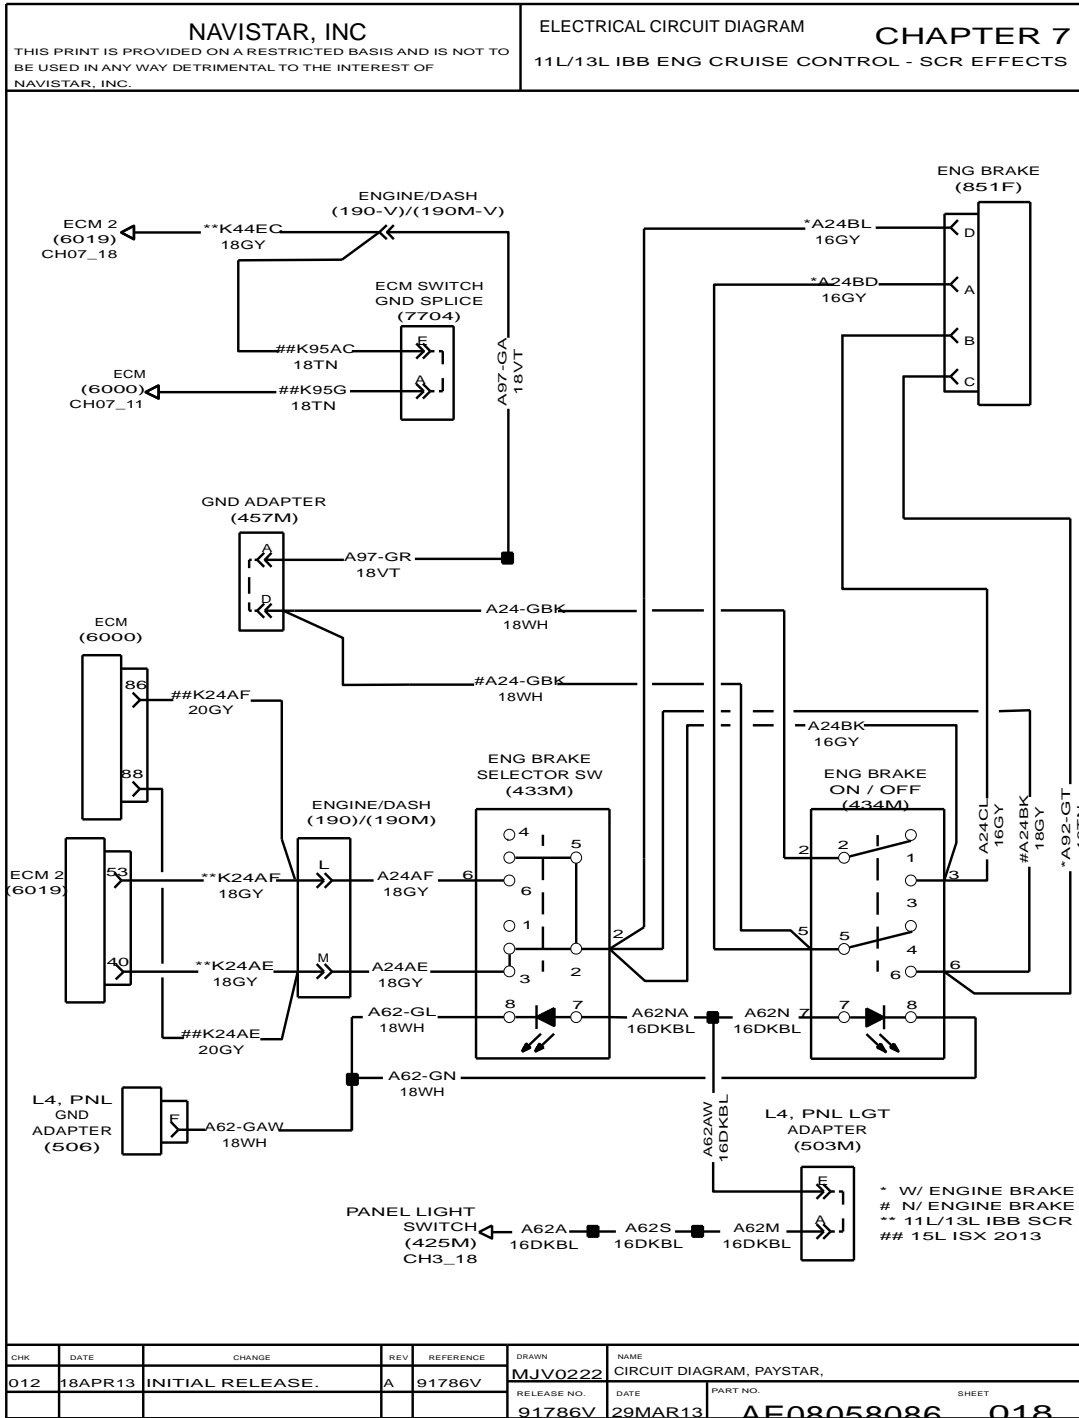 NAVISTAR, INC
THIS PRINT IS PROVIDED ON A RESTRICTED BASIS AND IS NOT TO
BE USED IN ANY WAY DETRIMENTAL TO THE INTEREST OF
NAVISTAR, INC.
ELECTRICAL CIRCUIT DIAGRAM
CHAPTER 7
11L/13L IBB ENG CRUISE CONTROL - SCR EFFECTS
ENG BRAKE
(851F)
D
A
B
C
*A24BL
16GY
*A24BD
16GY
ENGINE/DASH
(190-V)/(190M-V)
ECM 2
(6019)
CH07_18
**K44EC
18GY
ECM SWITCH
GND SPLICE
(7704)
E
A
##K95AC
18TN
##K95G
18TN
ECM
(6000)
CH07_11
A97-GA
18VT
GND ADAPTER
(457M)
A
D
A97-GR
18VT
A24-GBK
18WH
#A24-GBK
18WH
ECM
(6000)
86
88
##K24AF
20GY
A24BK
16GY
ENG BRAKE
SELECTOR SW
(433M)
ENG BRAKE
ON / OFF
(434M)
A24CL
16GY
#A24BK
18GY
*A92-GT
ENGINE/DASH
(190)/(190M)
L
M
ECM 2
(6019)
53
40
**K24AF
18GY
A24AF
18GY
**K24AE
18GY
A24AE
18GY
##K24AE
20GY
6
4
5
6
1
3
2
2
8
7
2
2
1
3
3
5
5
4
6
6
7
7
8
A62-GL
18WH
A62NA
16DKBL
A62N
16DKBL
A62-GN
18WH
L4, PNL
GND
ADAPTER
(506)
F
A62-GAW
18WH
A62AW
16DKBL
L4, PNL LGT
ADAPTER
(503M)
E
A
PANEL LIGHT
SWITCH
(425M)
CH3_18
A62A
16DKBL
A62S
16DKBL
A62M
16DKBL
* W/ ENGINE BRAKE
# N/ ENGINE BRAKE
** 11L/13L IBB SCR
## 15L ISX 2013
CHK DATE CHANGE REV REFERENCE
012 18APR13 INITIAL RELEASE. A 91786V
DRAWN NAME
MJV0222 CIRCUIT DIAGRAM, PAYSTAR,
RELEASE NO. DATE PART NO. SHEET
91786V 29MAR13 AE08058086 018